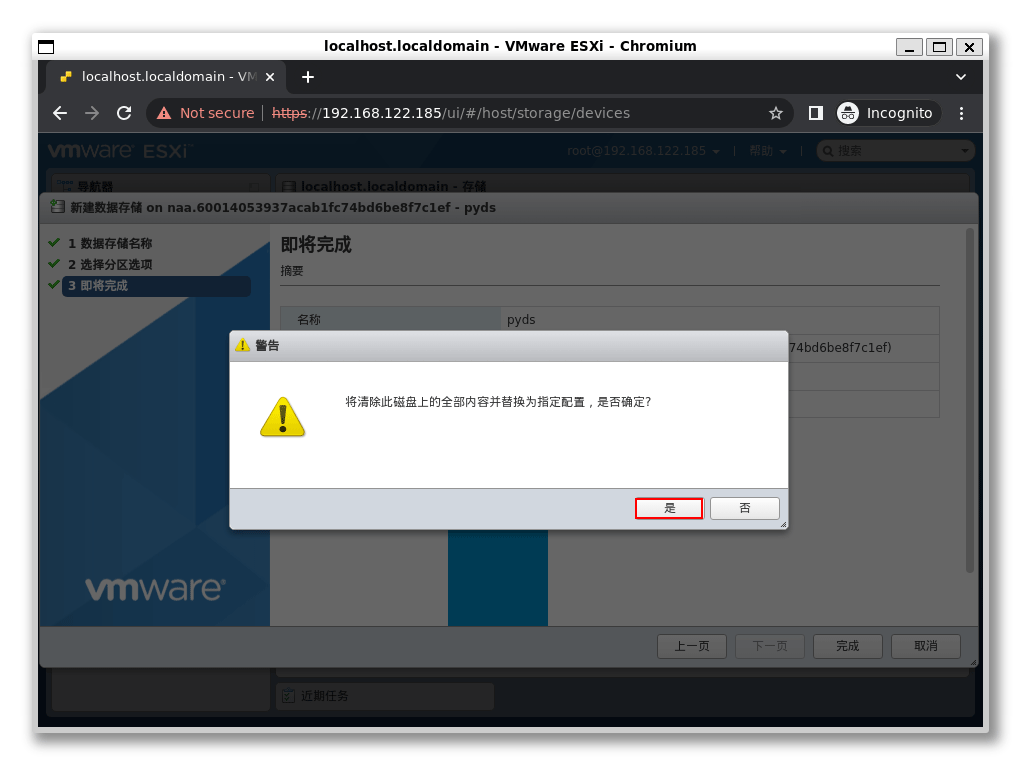 localhost.localdomain - VMware ESXi - Chromium
localhost.localdomain - VM
Not secure https://192.168.122.185/ui/#/host/storage/devices Incognito
vmware ESXi™ root@192.168.122.185 帮助 搜索
导航器 localhost.localdomain - 存储
新建数据存储 on naa.60014053937acab1fc74bd6be8f7c1ef - pyds
1 数据存储名称
2 选择分区选项
3 即将完成
即将完成
摘要
名称 pyds
74bd6be8f7c1ef)
警告
将清除此磁盘上的全部内容并替换为指定配置，是否确定?
是 否
vmware®
上一页 下一页 完成 取消
近期任务